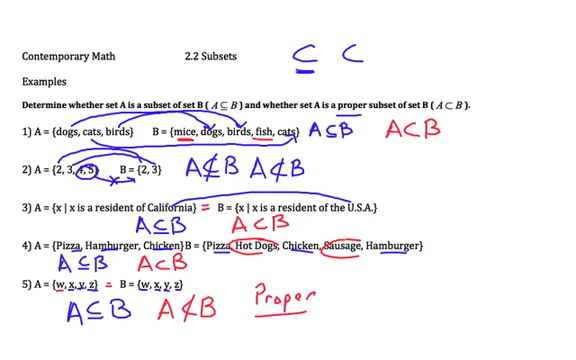 Contemporary Math 2.2 Subsets ⊆ ⊂
Examples
Determine whether set A is a subset of set B ( A ⊆ B ) and whether set A is a proper subset of set B ( A ⊂ B ).
1) A = {dogs, cats, birds} B = {mice, dogs, birds, fish, cats} A ⊆ B A ⊂ B
2) A = {2, 3, 4, 5} B = {2, 3} A ⊈ B A ⊄ B
3) A = {x | x is a resident of California} = B = {x | x is a resident of the U.S.A.}
A ⊆ B A ⊂ B
4) A = {Pizza, Hamburger, Chicken} B = {Pizza, Hot Dogs, Chicken, Sausage, Hamburger}
A ⊆ B A ⊂ B
5) A = {w, x, y, z} = B = {w, x, y, z} Proper
A ⊆ B A ⊄ B